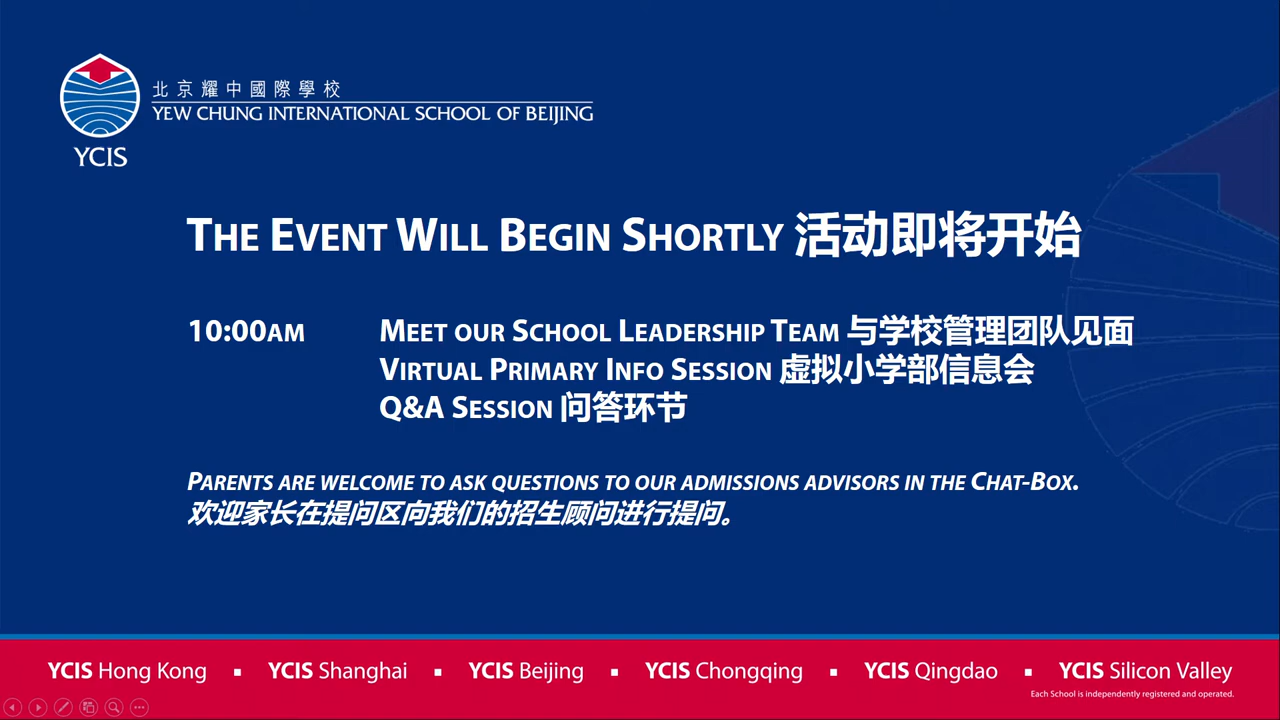 北京耀中國際學校
YEW CHUNG INTERNATIONAL SCHOOL OF BEIJING
YCIS
THE EVENT WILL BEGIN SHORTLY 活动即将开始
10:00AM MEET OUR SCHOOL LEADERSHIP TEAM 与学校管理团队见面
VIRTUAL PRIMARY INFO SESSION 虚拟小学部信息会
Q&A SESSION 问答环节
PARENTS ARE WELCOME TO ASK QUESTIONS TO OUR ADMISSIONS ADVISORS IN THE CHAT-BOX.
欢迎家长在提问区向我们的招生顾问进行提问。
YCIS Hong Kong ▪ YCIS Shanghai ▪ YCIS Beijing ▪ YCIS Chongqing ▪ YCIS Qingdao ▪ YCIS Silicon Valley
Each School is independently registered and operated.